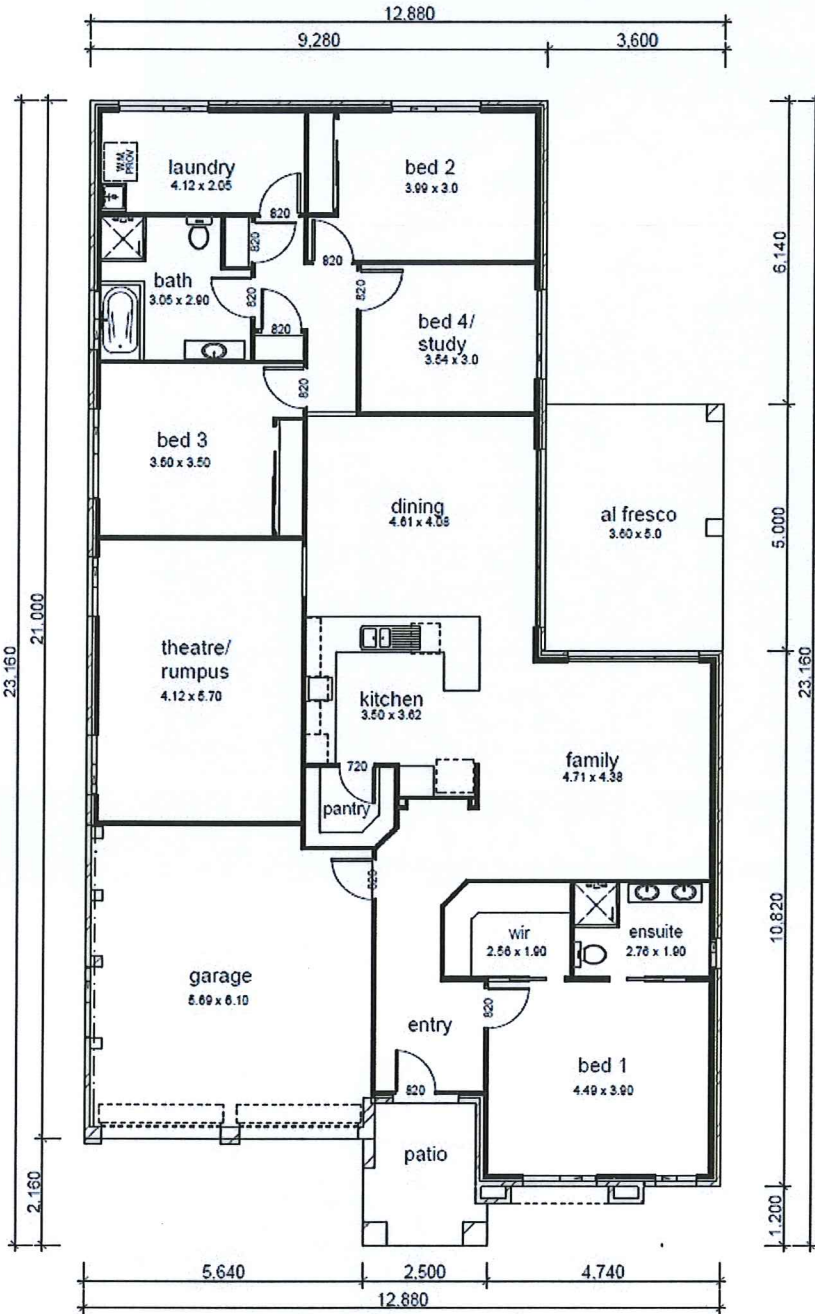 12.880
9,280
3,600
laundry
4.12 x 2.05
W.M.
PROV
bed 2
3.99 x 3.0
820
820
820
820
820
820
bath
3.05 x 2.90
bed 4/
study
3.54 x 3.0
6,140
820
bed 3
3.50 x 3.50
dining
4.61 x 4.08
al fresco
3.60 x 5.0
5,000
21,000
23,160
23,160
theatre/
rumpus
4.12 x 5.70
kitchen
3.50 x 3.62
family
4.71 x 4.38
720
pantry
820
wir
2.56 x 1.90
ensuite
2.76 x 1.90
10,820
garage
5.69 x 6.10
entry
820
bed 1
4.49 x 3.90
820
patio
2,160
1.200
5.640
2,500
4,740
12.880